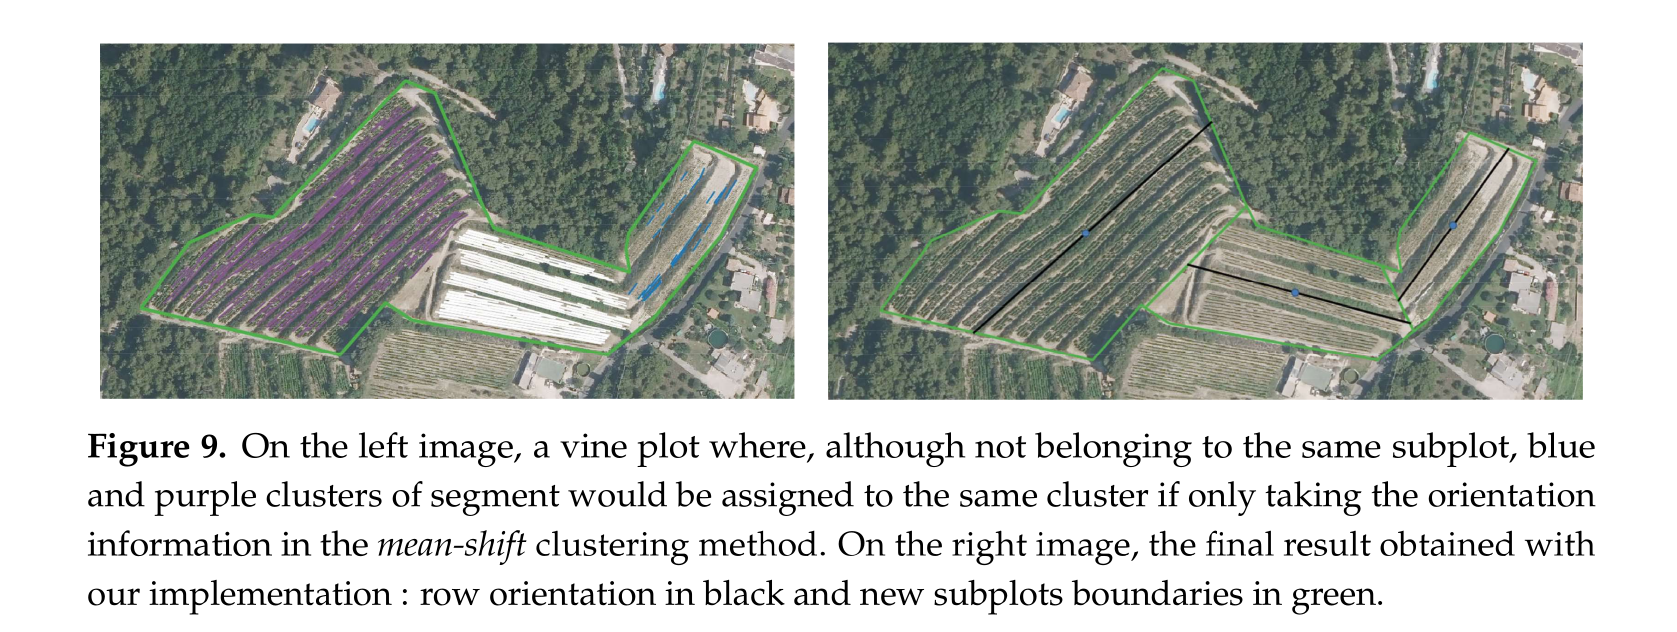 Figure 9. On the left image, a vine plot where, although not belonging to the same subplot, blue
and purple clusters of segment would be assigned to the same cluster if only taking the orientation
information in the mean-shift clustering method. On the right image, the final result obtained with
our implementation : row orientation in black and new subplots boundaries in green.